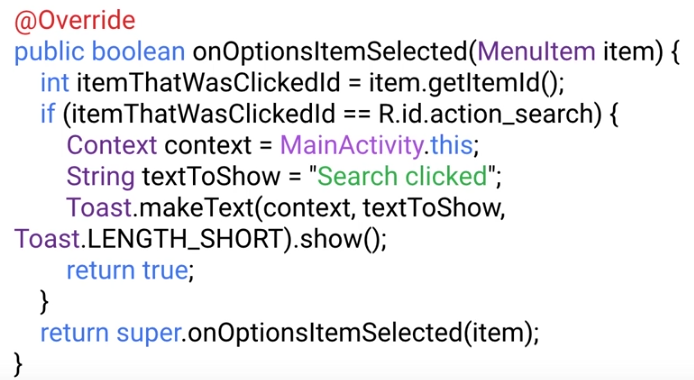 @Override
public boolean onOptionsItemSelected(MenuItem item) {
int itemThatWasClickedId = item.getItemId();
if (itemThatWasClickedId == R.id.action_search) {
Context context = MainActivity.this;
String textToShow = "Search clicked";
Toast.makeText(context, textToShow,
Toast.LENGTH_SHORT).show();
return true;
}
return super.onOptionsItemSelected(item);
}